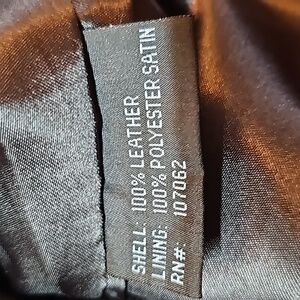 SHELL: 100% LEATHER
LINING: 100% POLYESTER SATIN
RN#: 107062